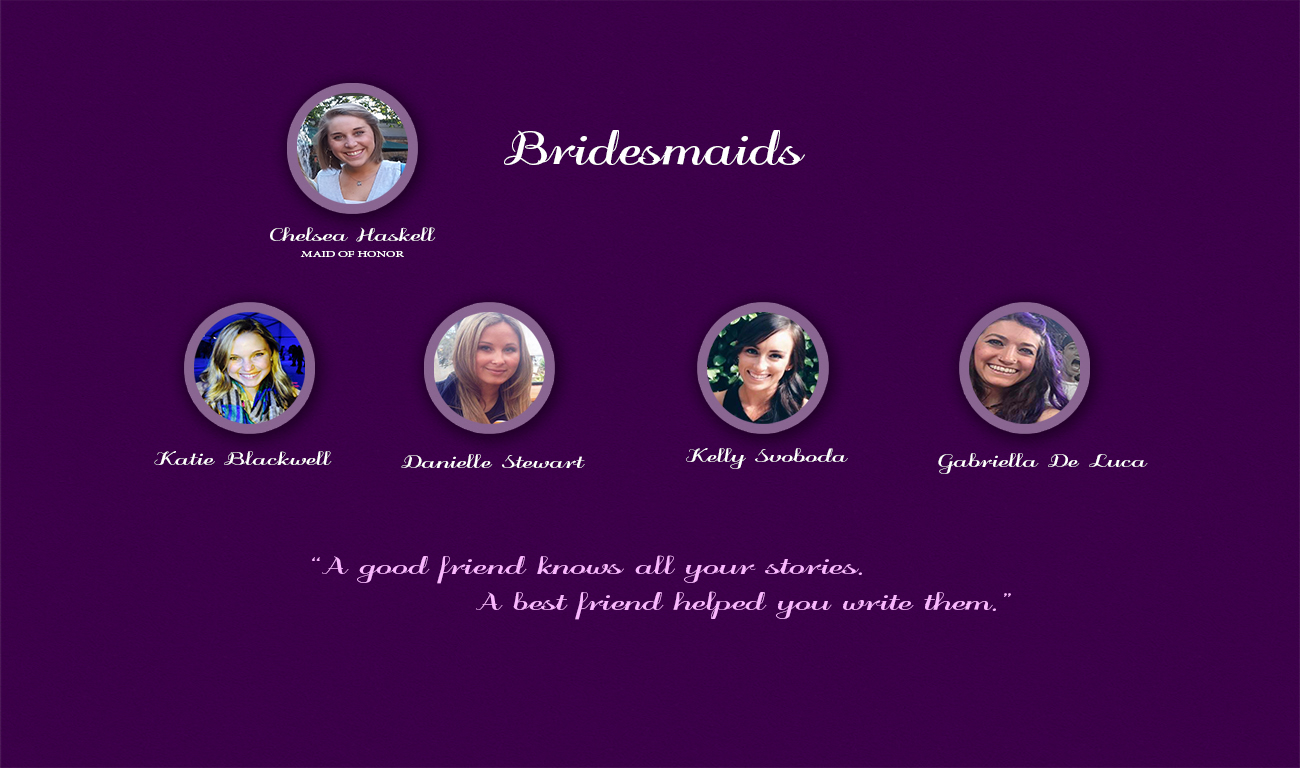 Bridesmaids
Chelsea Haskell
MAID OF HONOR
Katie Blackwell
Danielle Stewart
Kelly Svoboda
Gabriella De Luca
“A good friend knows all your stories.
A best friend helped you write them.”